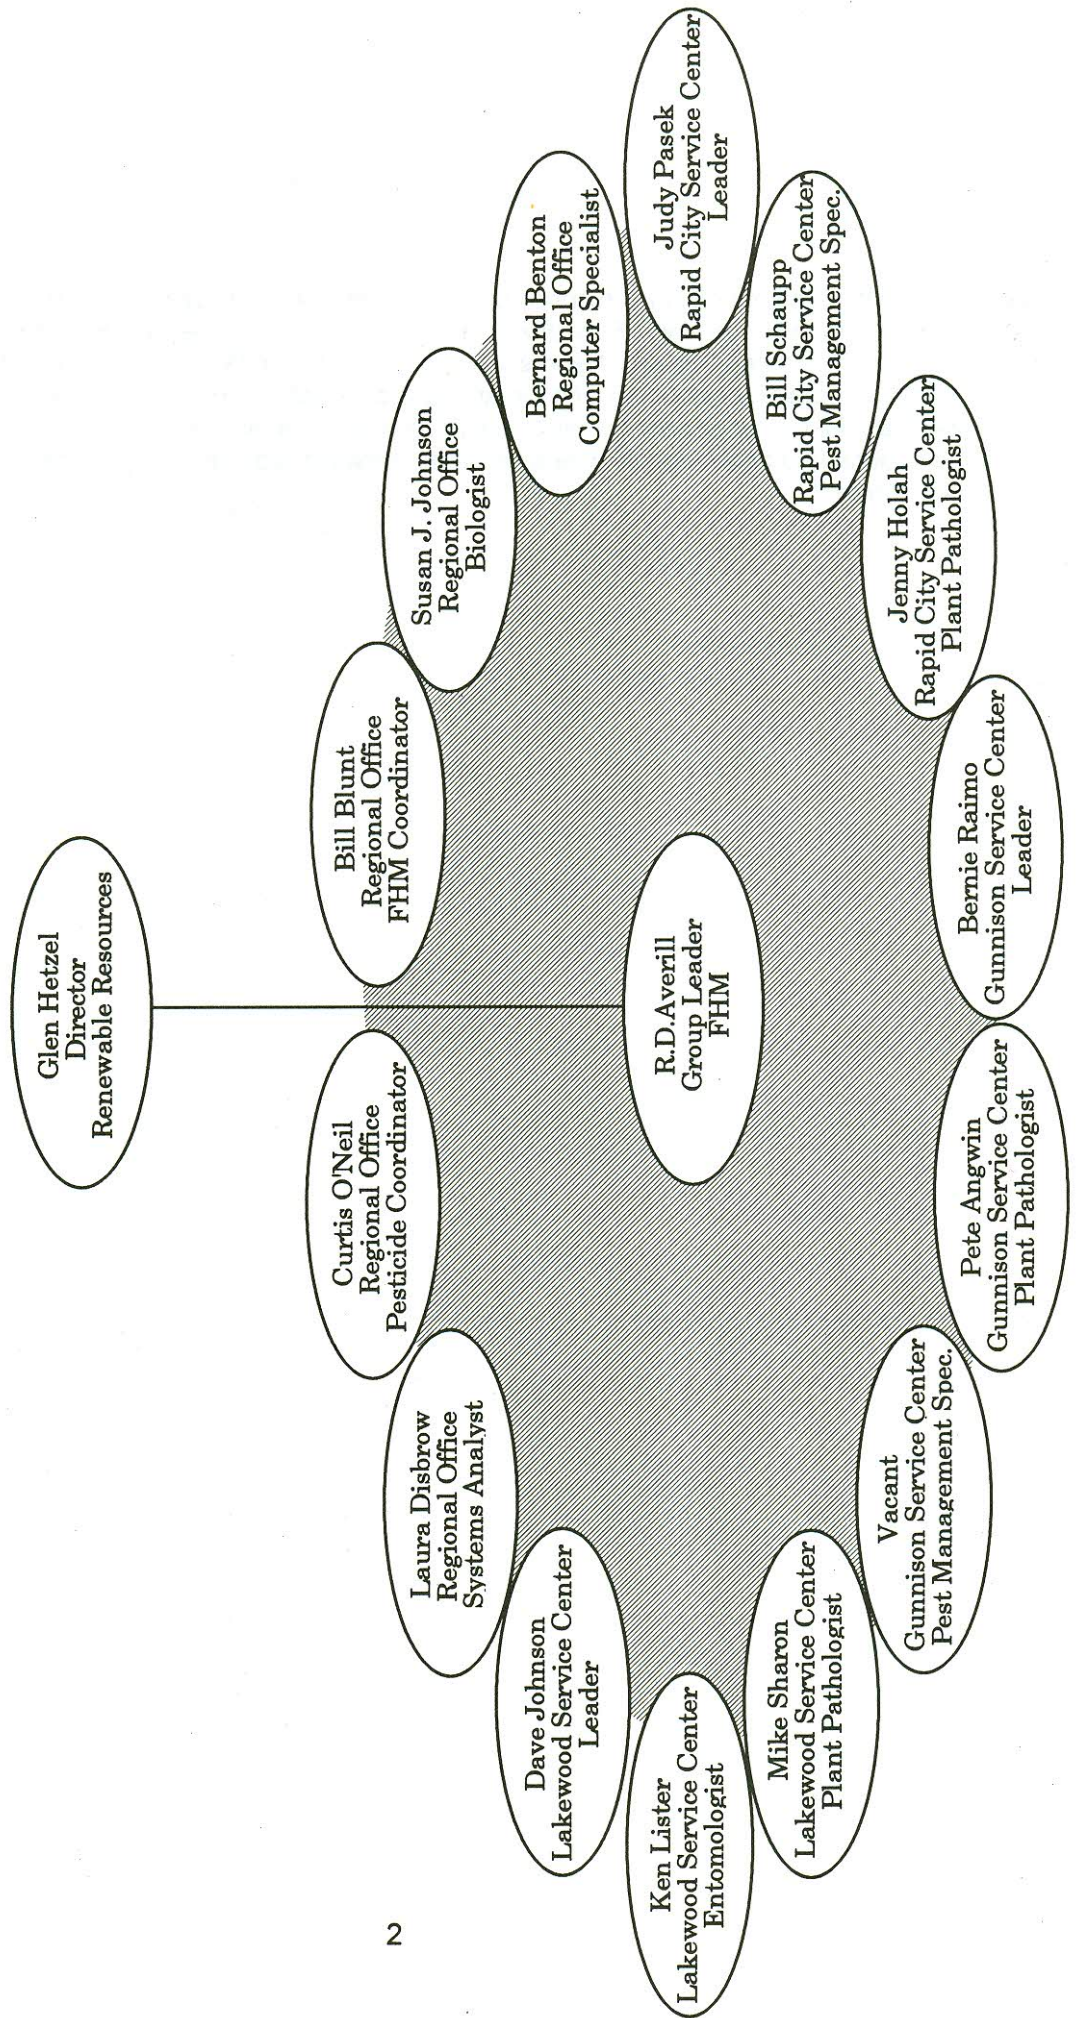 Glen Hetzel
Director
Renewable Resources
Curtis O'Neil
Regional Office
Pesticide Coordinator
Bill Blunt
Regional Office
FHM Coordinator
Laura Disbrow
Regional Office
Systems Analyst
Susan J. Johnson
Regional Office
Biologist
Dave Johnson
Lakewood Service Center
Leader
Bernard Benton
Regional Office
Computer Specialist
Ken Lister
Lakewood Service Center
Entomologist
R.D.Averill
Group Leader
FHM
Judy Pasek
Rapid City Service Center
Leader
Mike Sharon
Lakewood Service Center
Plant Pathologist
Bill Schaupp
Rapid City Service Center
Pest Management Spec.
Vacant
Gunnison Service Center
Pest Management Spec.
Jenny Holah
Rapid City Service Center
Plant Pathologist
Pete Angwin
Gunnison Service Center
Plant Pathologist
Bernie Raimo
Gunnison Service Center
Leader
2